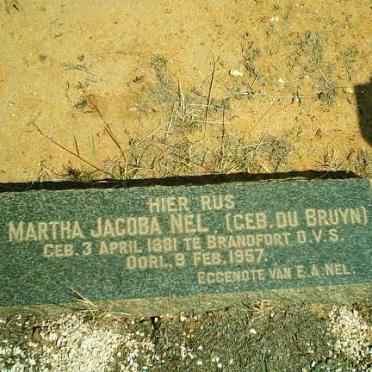 HIER RUS
MARTHA JACOBA NEL. (GEB. DU BRUYN)
GEB. 3 APRIL 1881 TE BRANDFORT O.V.S.
OORL. 9 FEB. 1957.
EGGENOTE VAN E.A. NEL.